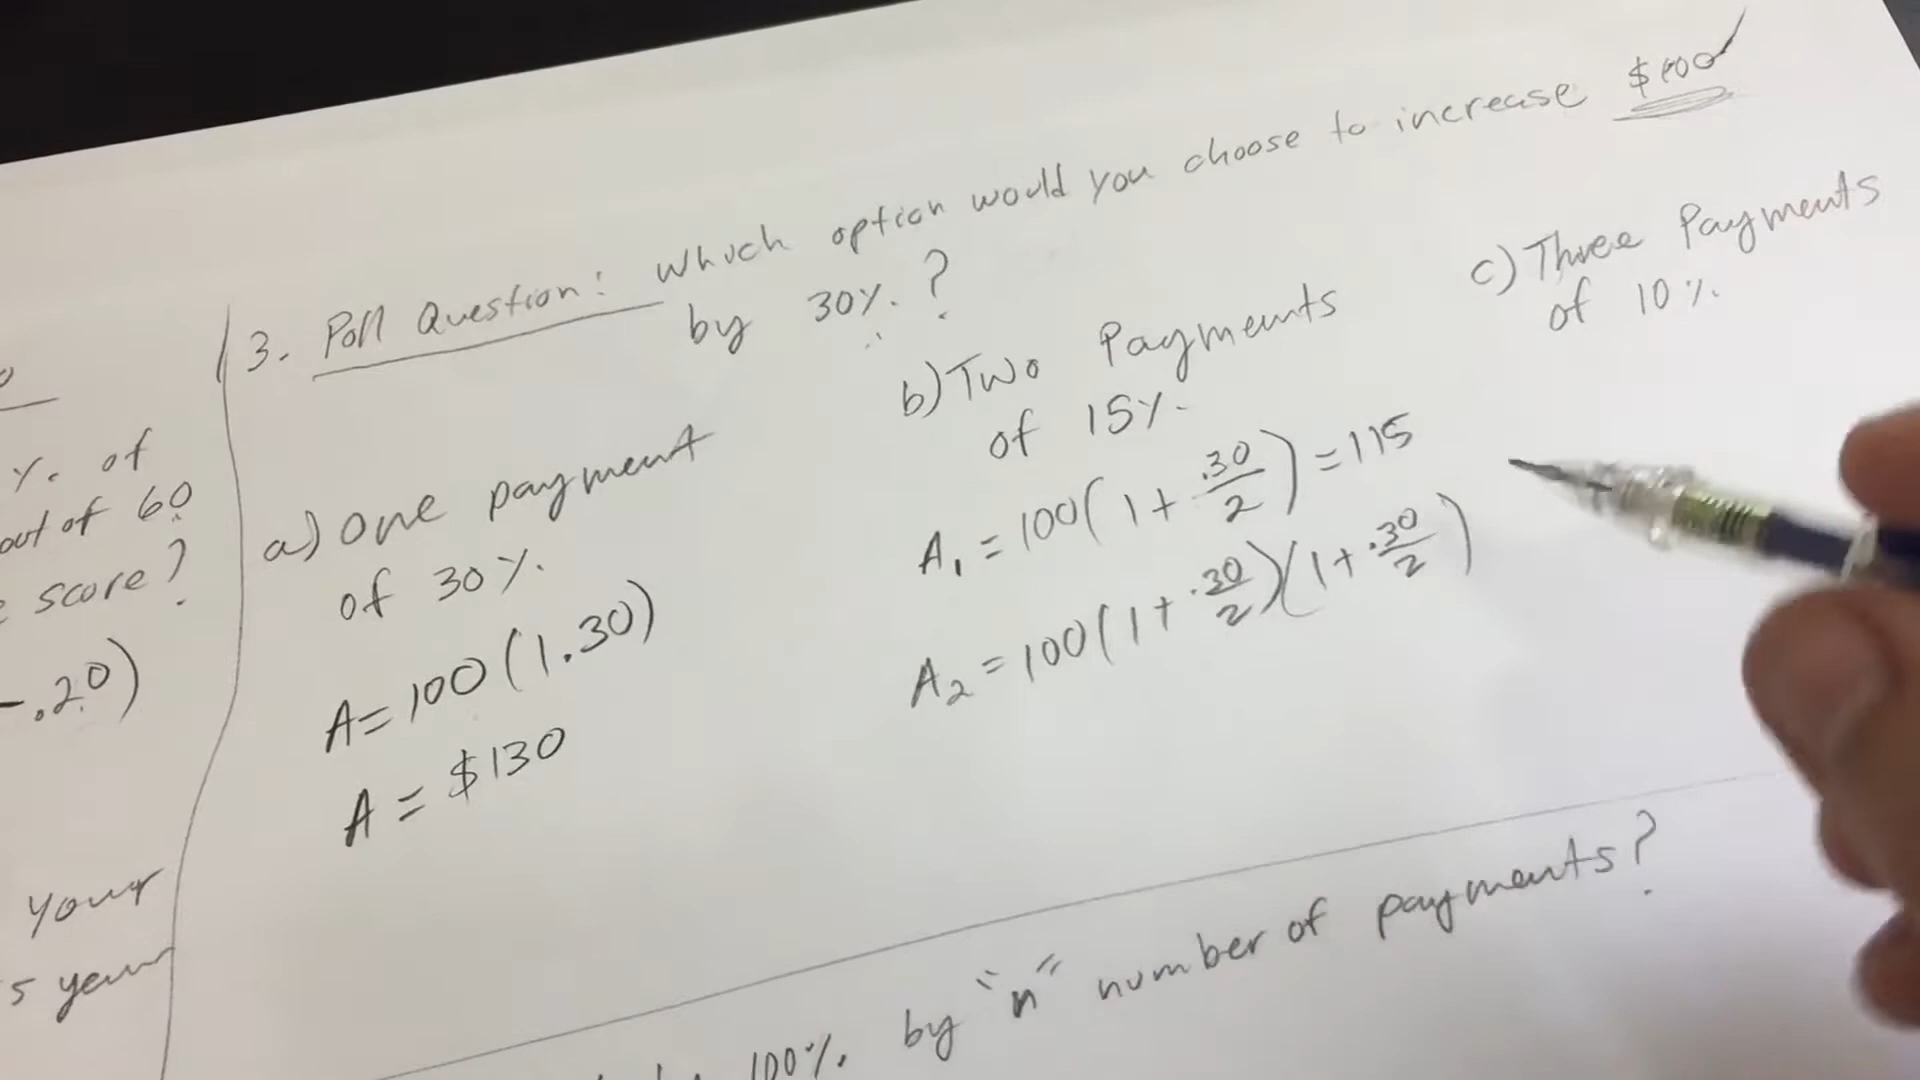 3. Poll Question: Which option would you choose to increase $100
by 30%.?
a) One payment
of 30%.
A=100(1.30)
A = $130
b) Two Payments
of 15%.
A₁ = 100(1+.30/2) = 115
A₂ = 100(1+.30/2)(1+.30/2)
c) Three Payments
of 10%.
%. of
out of 60
score?
-.20)
your
5 years
100%. by "n" number of payments?